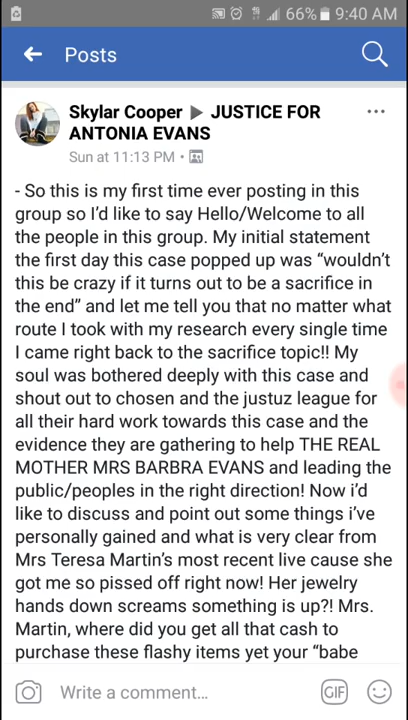 66% 9:40 AM
Posts
Skylar Cooper ▶ JUSTICE FOR
ANTONIA EVANS
Sun at 11:13 PM •
- So this is my first time ever posting in this
group so I'd like to say Hello/Welcome to all
the people in this group. My initial statement
the first day this case popped up was “wouldn't
this be crazy if it turns out to be a sacrifice in
the end” and let me tell you that no matter what
route I took with my research every single time
I came right back to the sacrifice topic!! My
soul was bothered deeply with this case and
shout out to chosen and the justuz league for
all their hard work towards this case and the
evidence they are gathering to help THE REAL
MOTHER MRS BARBRA EVANS and leading the
public/peoples in the right direction! Now i'd
like to discuss and point out some things i've
personally gained and what is very clear from
Mrs Teresa Martin's most recent live cause she
got me so pissed off right now! Her jewelry
hands down screams something is up?! Mrs.
Martin, where did you get all that cash to
purchase these flashy items yet your “babe
Write a comment...
GIF